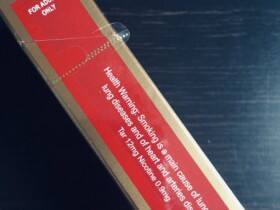 FOR ADU
ONLY
Health Warning: Smoking is a main cause of lung
lung diseases and of heart and arteries dis
Tar 12mg Nicotine 0.9mg